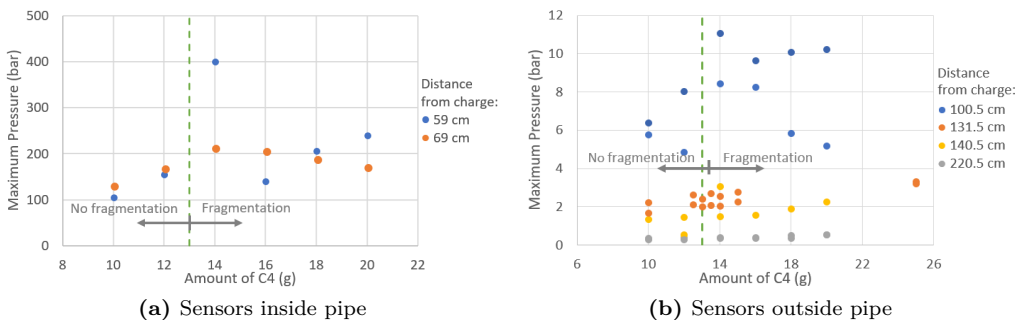 500
400
300
200
100
0
Maximum Pressure (bar)
8
10
12
14
16
18
20
22
Amount of C4 (g)
No fragmentation
Fragmentation
Distance
from charge:
59 cm
69 cm
(a) Sensors inside pipe
12
10
8
6
4
2
0
Maximum Pressure (bar)
6
10
14
18
22
26
Amount of C4 (g)
No fragmentation
Fragmentation
Distance
from charge:
100.5 cm
131.5 cm
140.5 cm
220.5 cm
(b) Sensors outside pipe